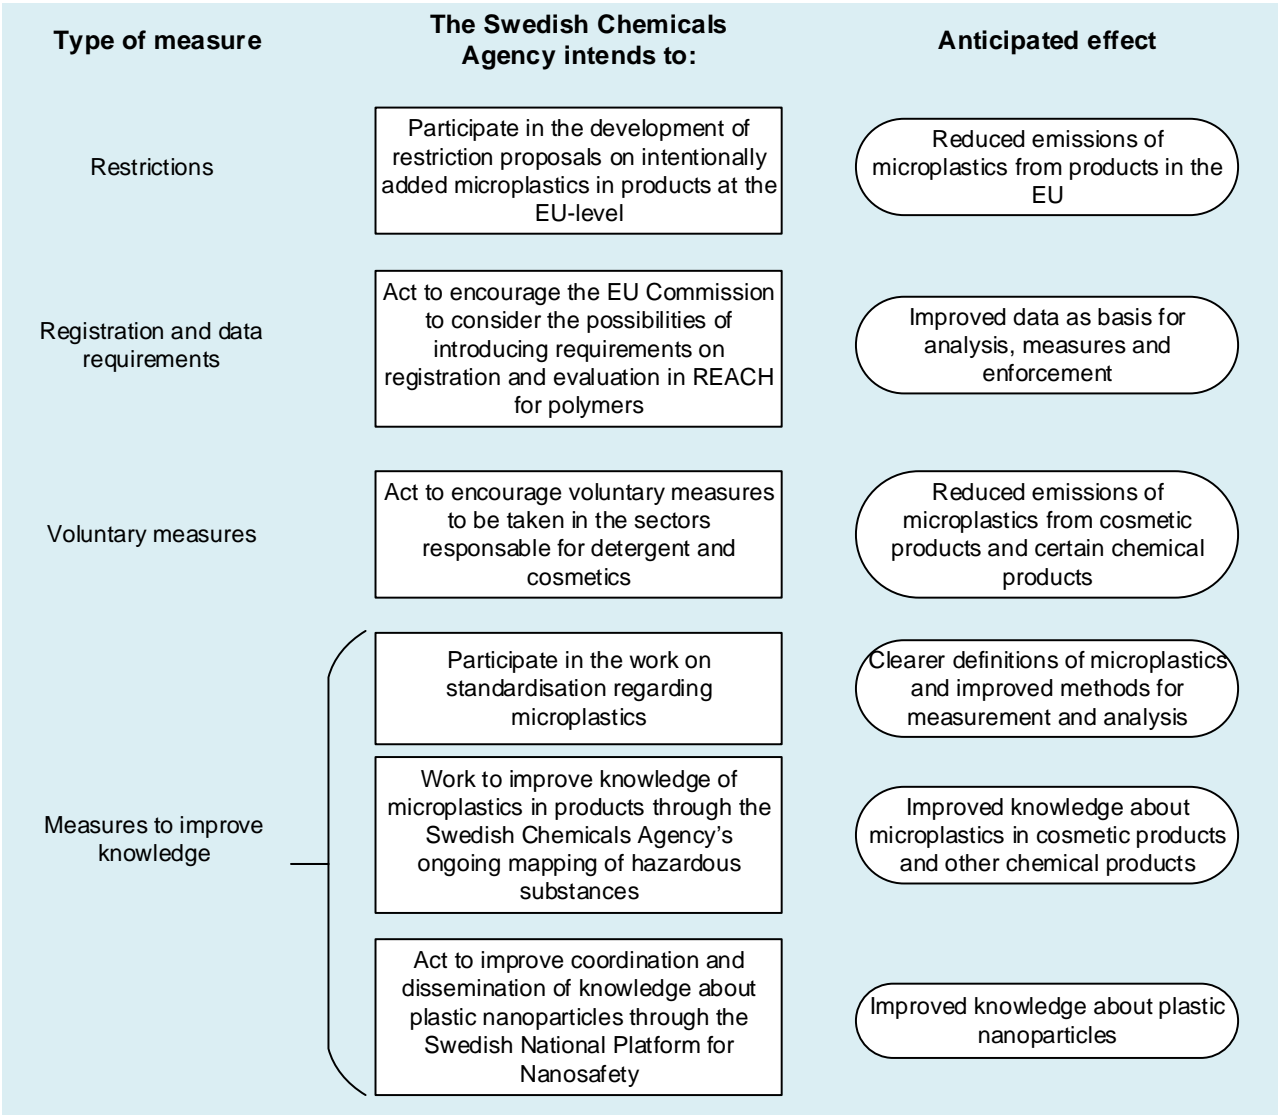 Type of measure
The Swedish Chemicals
Agency intends to:
Anticipated effect
Restrictions
Participate in the development of
restriction proposals on intentionally
added microplastics in products at the
EU-level
Reduced emissions of
microplastics from products in the
EU
Registration and data
requirements
Act to encourage the EU Commission
to consider the possibilities of
introducing requirements on
registration and evaluation in REACH
for polymers
Improved data as basis for
analysis, measures and
enforcement
Voluntary measures
Act to encourage voluntary measures
to be taken in the sectors
responsable for detergent and
cosmetics
Reduced emissions of
microplastics from cosmetic
products and certain chemical
products
Measures to improve
knowledge
Participate in the work on
standardisation regarding
microplastics
Clearer definitions of microplastics
and improved methods for
measurement and analysis
Work to improve knowledge of
microplastics in products through the
Swedish Chemicals Agency’s
ongoing mapping of hazardous
substances
Improved knowledge about
microplastics in cosmetic products
and other chemical products
Act to improve coordination and
dissemination of knowledge about
plastic nanoparticles through the
Swedish National Platform for
Nanosafety
Improved knowledge about plastic
nanoparticles